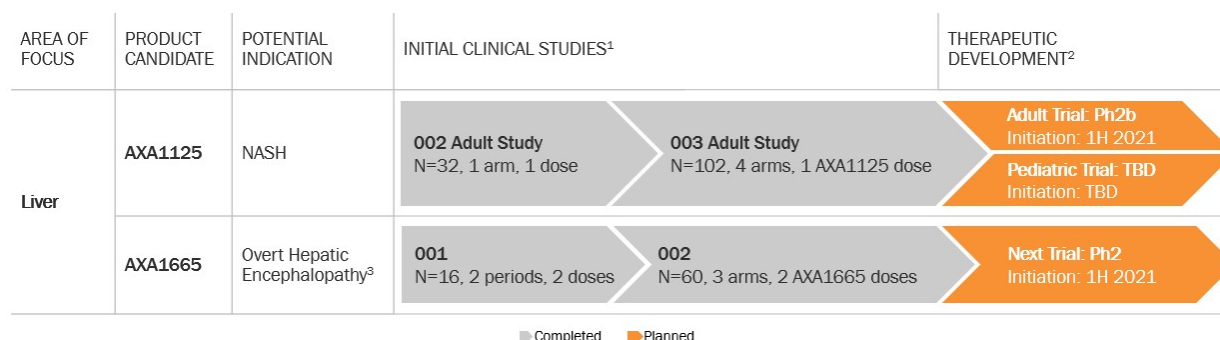 AREA OF
FOCUS
PRODUCT
CANDIDATE
POTENTIAL
INDICATION
INITIAL CLINICAL STUDIES¹
THERAPEUTIC
DEVELOPMENT²
Liver
AXA1125
NASH
002 Adult Study
N=32, 1 arm, 1 dose
003 Adult Study
N=102, 4 arms, 1 AXA1125 dose
Adult Trial: Ph2b
Initiation: 1H 2021
Pediatric Trial: TBD
Initiation: TBD
AXA1665
Overt Hepatic
Encephalopathy³
001
N=16, 2 periods, 2 doses
002
N=60, 3 arms, 2 AXA1665 doses
Next Trial: Ph2
Initiation: 1H 2021
Completed
Planned